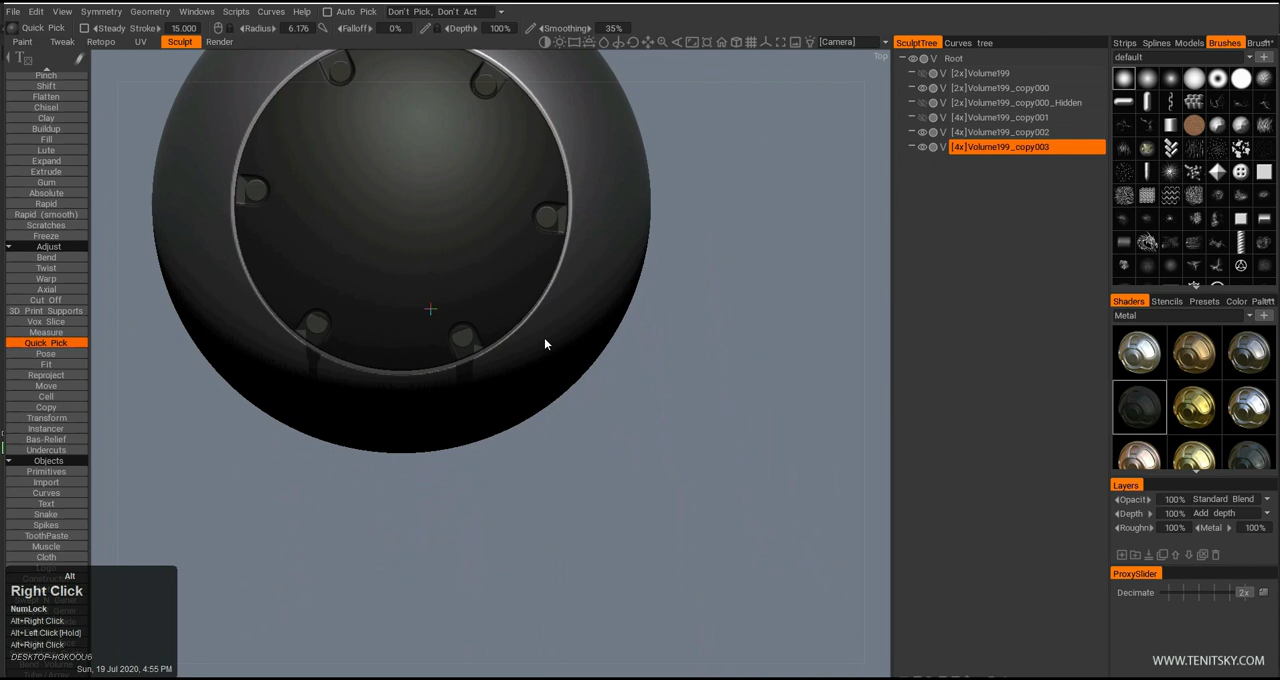 File Edit View Symmetry Geometry Windows Scripts Curves Help Auto Pick Don't Pick, Don't Act
Quick Pick Steady Stroke 15.000 Radius 6.176 Falloff 0% Depth 100% Smoothing 35%
Paint Tweak Retopo UV Sculpt Render [Camera]
Top
Pinch
Shift
Flatten
Chisel
Clay
Buildup
Fill
Lute
Expand
Extrude
Gum
Absolute
Rapid
Rapid (smooth)
Scratches
Freeze
Adjust
Bend
Twist
Warp
Axial
Cut Off
3D Print Supports
Vox Slice
Measure
Quick Pick
Pose
Fit
Reproject
Move
Cell
Copy
Transform
Instancer
Bas-Relief
Undercuts
Objects
Primitives
Import
Curves
Text
Snake
Spikes
ToothPaste
Muscle
Cloth
Alt
Right Click
NumLock
Alt+Right Click
Alt+Left Click [Hold]
Alt+Right Click
DESKTOP-HGKOOU6
Sun, 19 Jul 2020, 4:55 PM
SculptTree Curves tree
Root
V [2x]Volume199
V [2x]Volume199_copy000
V [2x]Volume199_copy000_Hidden
V [4x]Volume199_copy001
V [4x]Volume199_copy002
V [4x]Volume199_copy003
Strips Splines Models Brushes
default
Shaders Stencils Presets Color
Metal
Layers
Opacit 100% Standard Blend
Depth 100% Add depth
Roughn 100% Metal 100%
ProxySlider
Decimate 2x
WWW.TENITSKY.COM